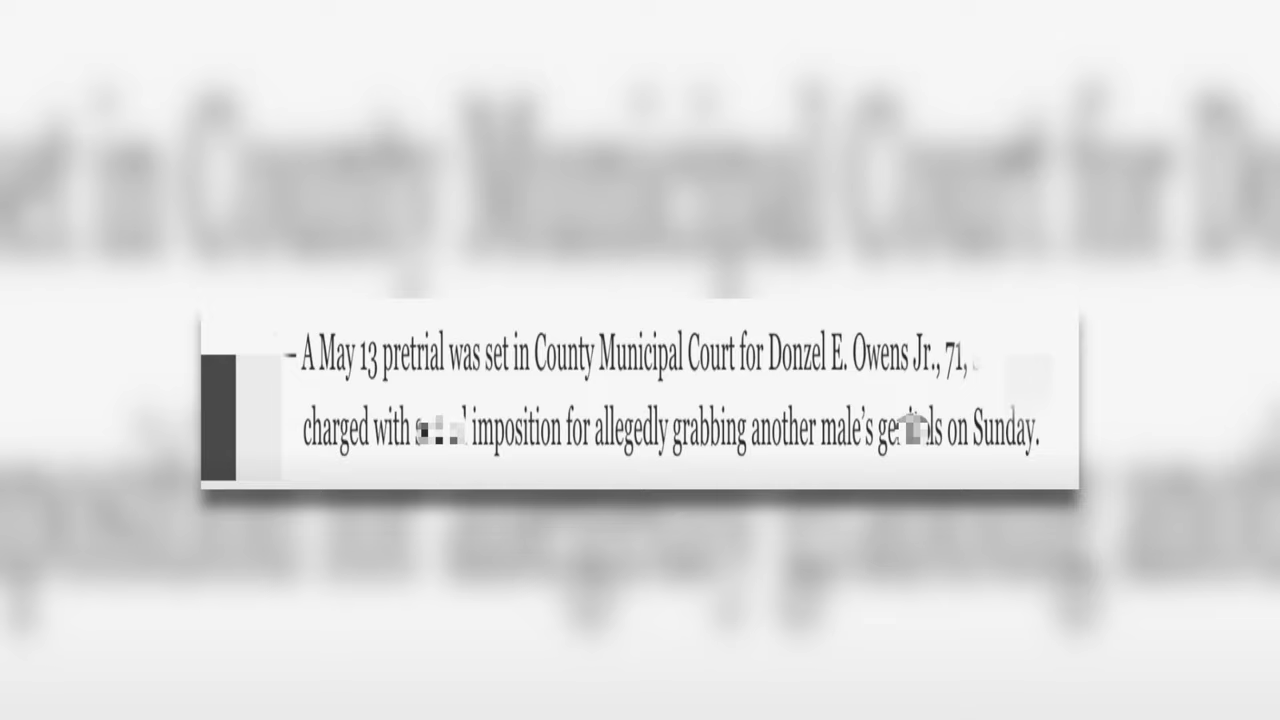 – A May 13 pretrial was set in County Municipal Court for Donzel E. Owens Jr., 71,
charged with imposition for allegedly grabbing another male's on Sunday.